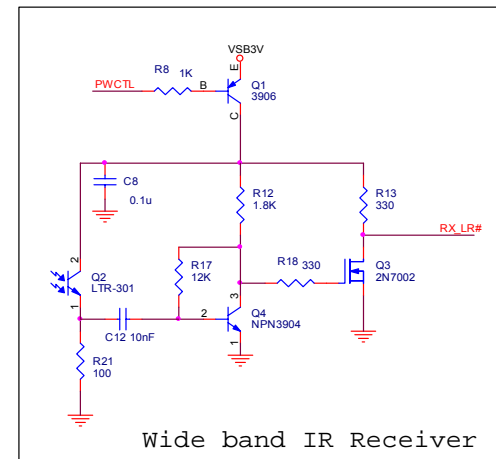 VSB3V
R8
1K
PWCTL
B
E
C
Q1
3906
C8
0.1u
R12
1.8K
R13
330
RX_LR#
2
Q2
LTR-301
1
R17
12K
R18
330
Q3
2N7002
3
2
Q4
NPN3904
1
C12 10nF
R21
100
Wide band IR Receiver